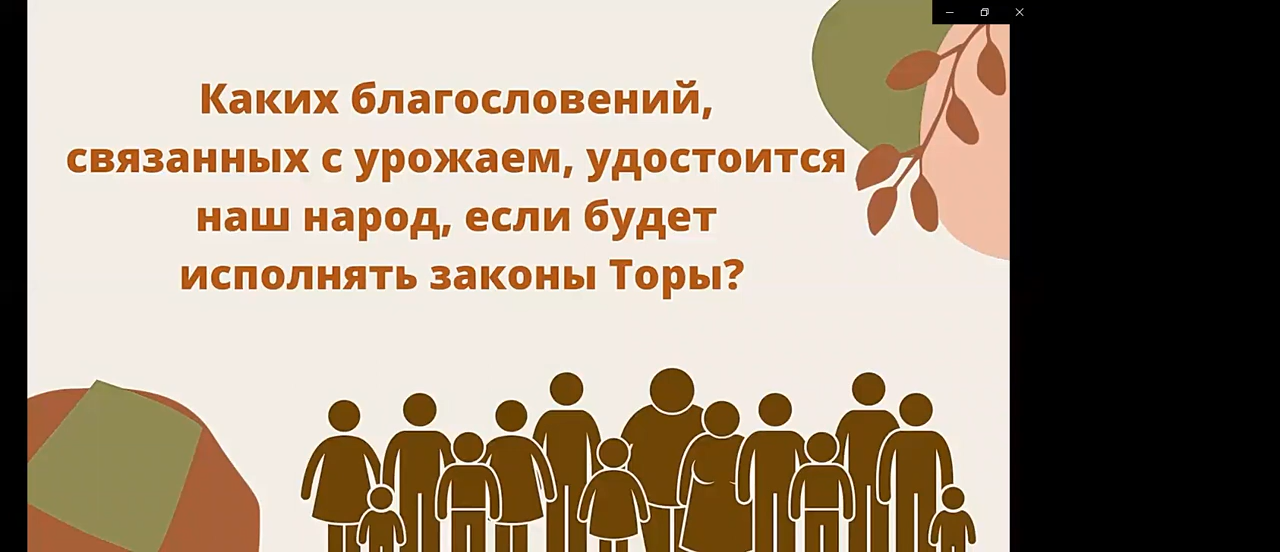 Каких благословений,
связанных с урожаем, удостоится
наш народ, если будет
исполнять законы Торы?